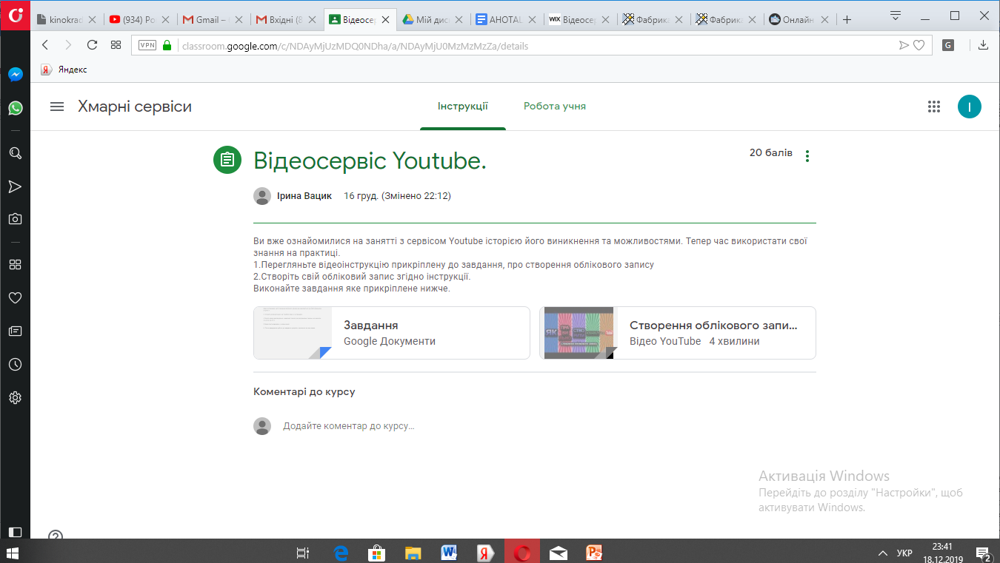 kinokrad
(934) Po
Gmail –
Вхідні (8
Відеосер
Мій дис
АНОТАЦ
WIX Відеосер
Фабрика
Фабрика
Онлайн
VPN classroom.google.com/c/NDAyMjUzMDQ0NDha/a/NDAyMjU0MzMzMzZa/details
G
Я Яндекс
Хмарні сервіси
Інструкції
Робота учня
І
Відеосервіс Youtube.
20 балів
Ірина Вацик 16 груд. (Змінено 22:12)
Ви вже ознайомилися на занятті з сервісом Youtube історією його виникнення та можливостями. Тепер час використати свої
знання на практиці.
1.Перегляньте відеоінструкцію прикріплену до завдання, про створення облікового запису
2.Створіть свій обліковий запис згідно інструкції.
Виконайте завдання яке прикріплене нижче.
Завдання
Google Документи
Створення облікового запи...
Відео YouTube 4 хвилини
Коментарі до курсу
Додайте коментар до курсу...
Активація Windows
Перейдіть до розділу "Настройки", щоб
активувати Windows.
УКР
23:41
18.12.2019
2